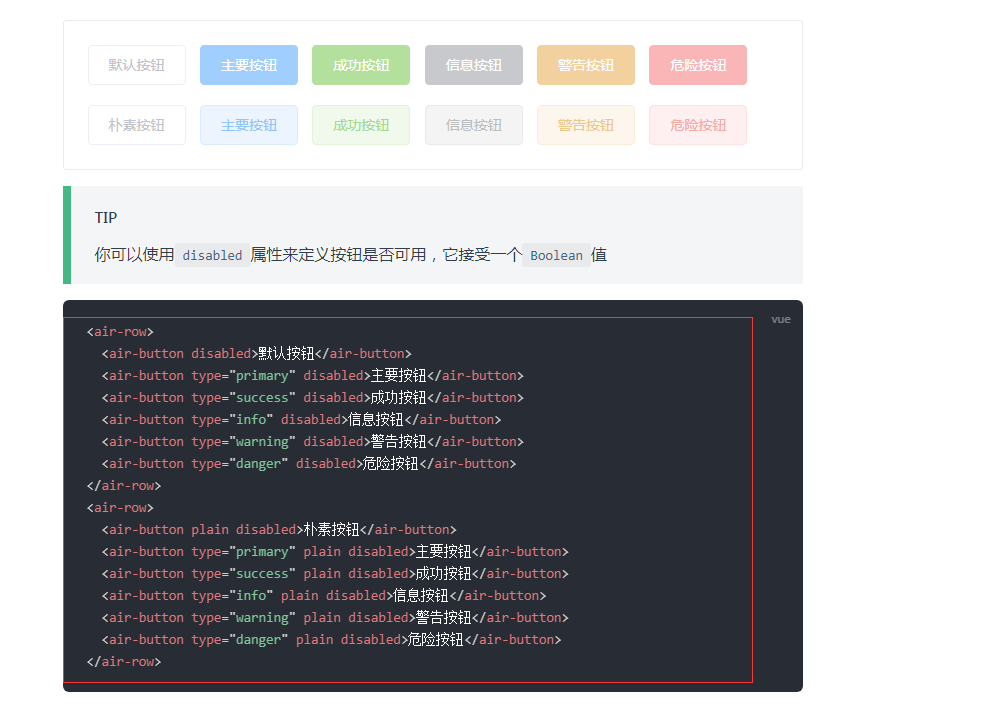 默认按钮 主要按钮 成功按钮 信息按钮 警告按钮 危险按钮
朴素按钮 主要按钮 成功按钮 信息按钮 警告按钮 危险按钮
TIP
你可以使用 disabled 属性来定义按钮是否可用，它接受一个 Boolean 值
vue
<air-row>
  <air-button disabled>默认按钮</air-button>
  <air-button type="primary" disabled>主要按钮</air-button>
  <air-button type="success" disabled>成功按钮</air-button>
  <air-button type="info" disabled>信息按钮</air-button>
  <air-button type="warning" disabled>警告按钮</air-button>
  <air-button type="danger" disabled>危险按钮</air-button>
</air-row>
<air-row>
  <air-button plain disabled>朴素按钮</air-button>
  <air-button type="primary" plain disabled>主要按钮</air-button>
  <air-button type="success" plain disabled>成功按钮</air-button>
  <air-button type="info" plain disabled>信息按钮</air-button>
  <air-button type="warning" plain disabled>警告按钮</air-button>
  <air-button type="danger" plain disabled>危险按钮</air-button>
</air-row>